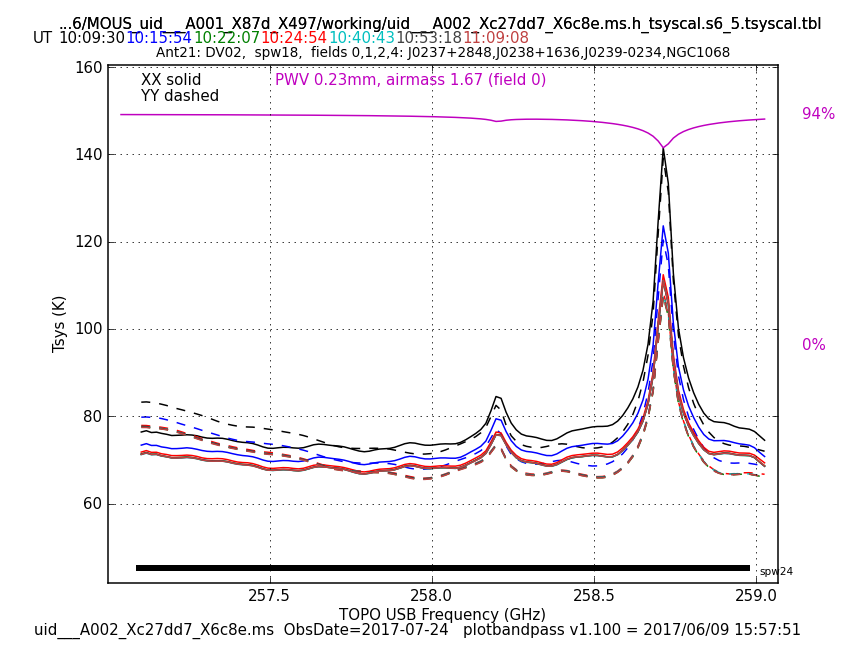 ...6/MOUS_uid___A001_X87d_X497/working/uid___A002_Xc27dd7_X6c8e.ms.h_tsyscal.s6_5.tsyscal.tbl
UT 10:09:30 10:15:54 10:22:07 10:24:54 10:40:43 10:53:18 11:09:08
Ant21: DV02, spw18, fields 0,1,2,4: J0237+2848,J0238+1636,J0239-0234,NGC1068
160
XX solid PWV 0.23mm, airmass 1.67 (field 0)
YY dashed
94%
140
120
100
0%
Tsys (K)
80
60
spw24
257.5 258.0 258.5 259.0
TOPO USB Frequency (GHz)
uid___A002_Xc27dd7_X6c8e.ms ObsDate=2017-07-24 plotbandpass v1.100 = 2017/06/09 15:57:51